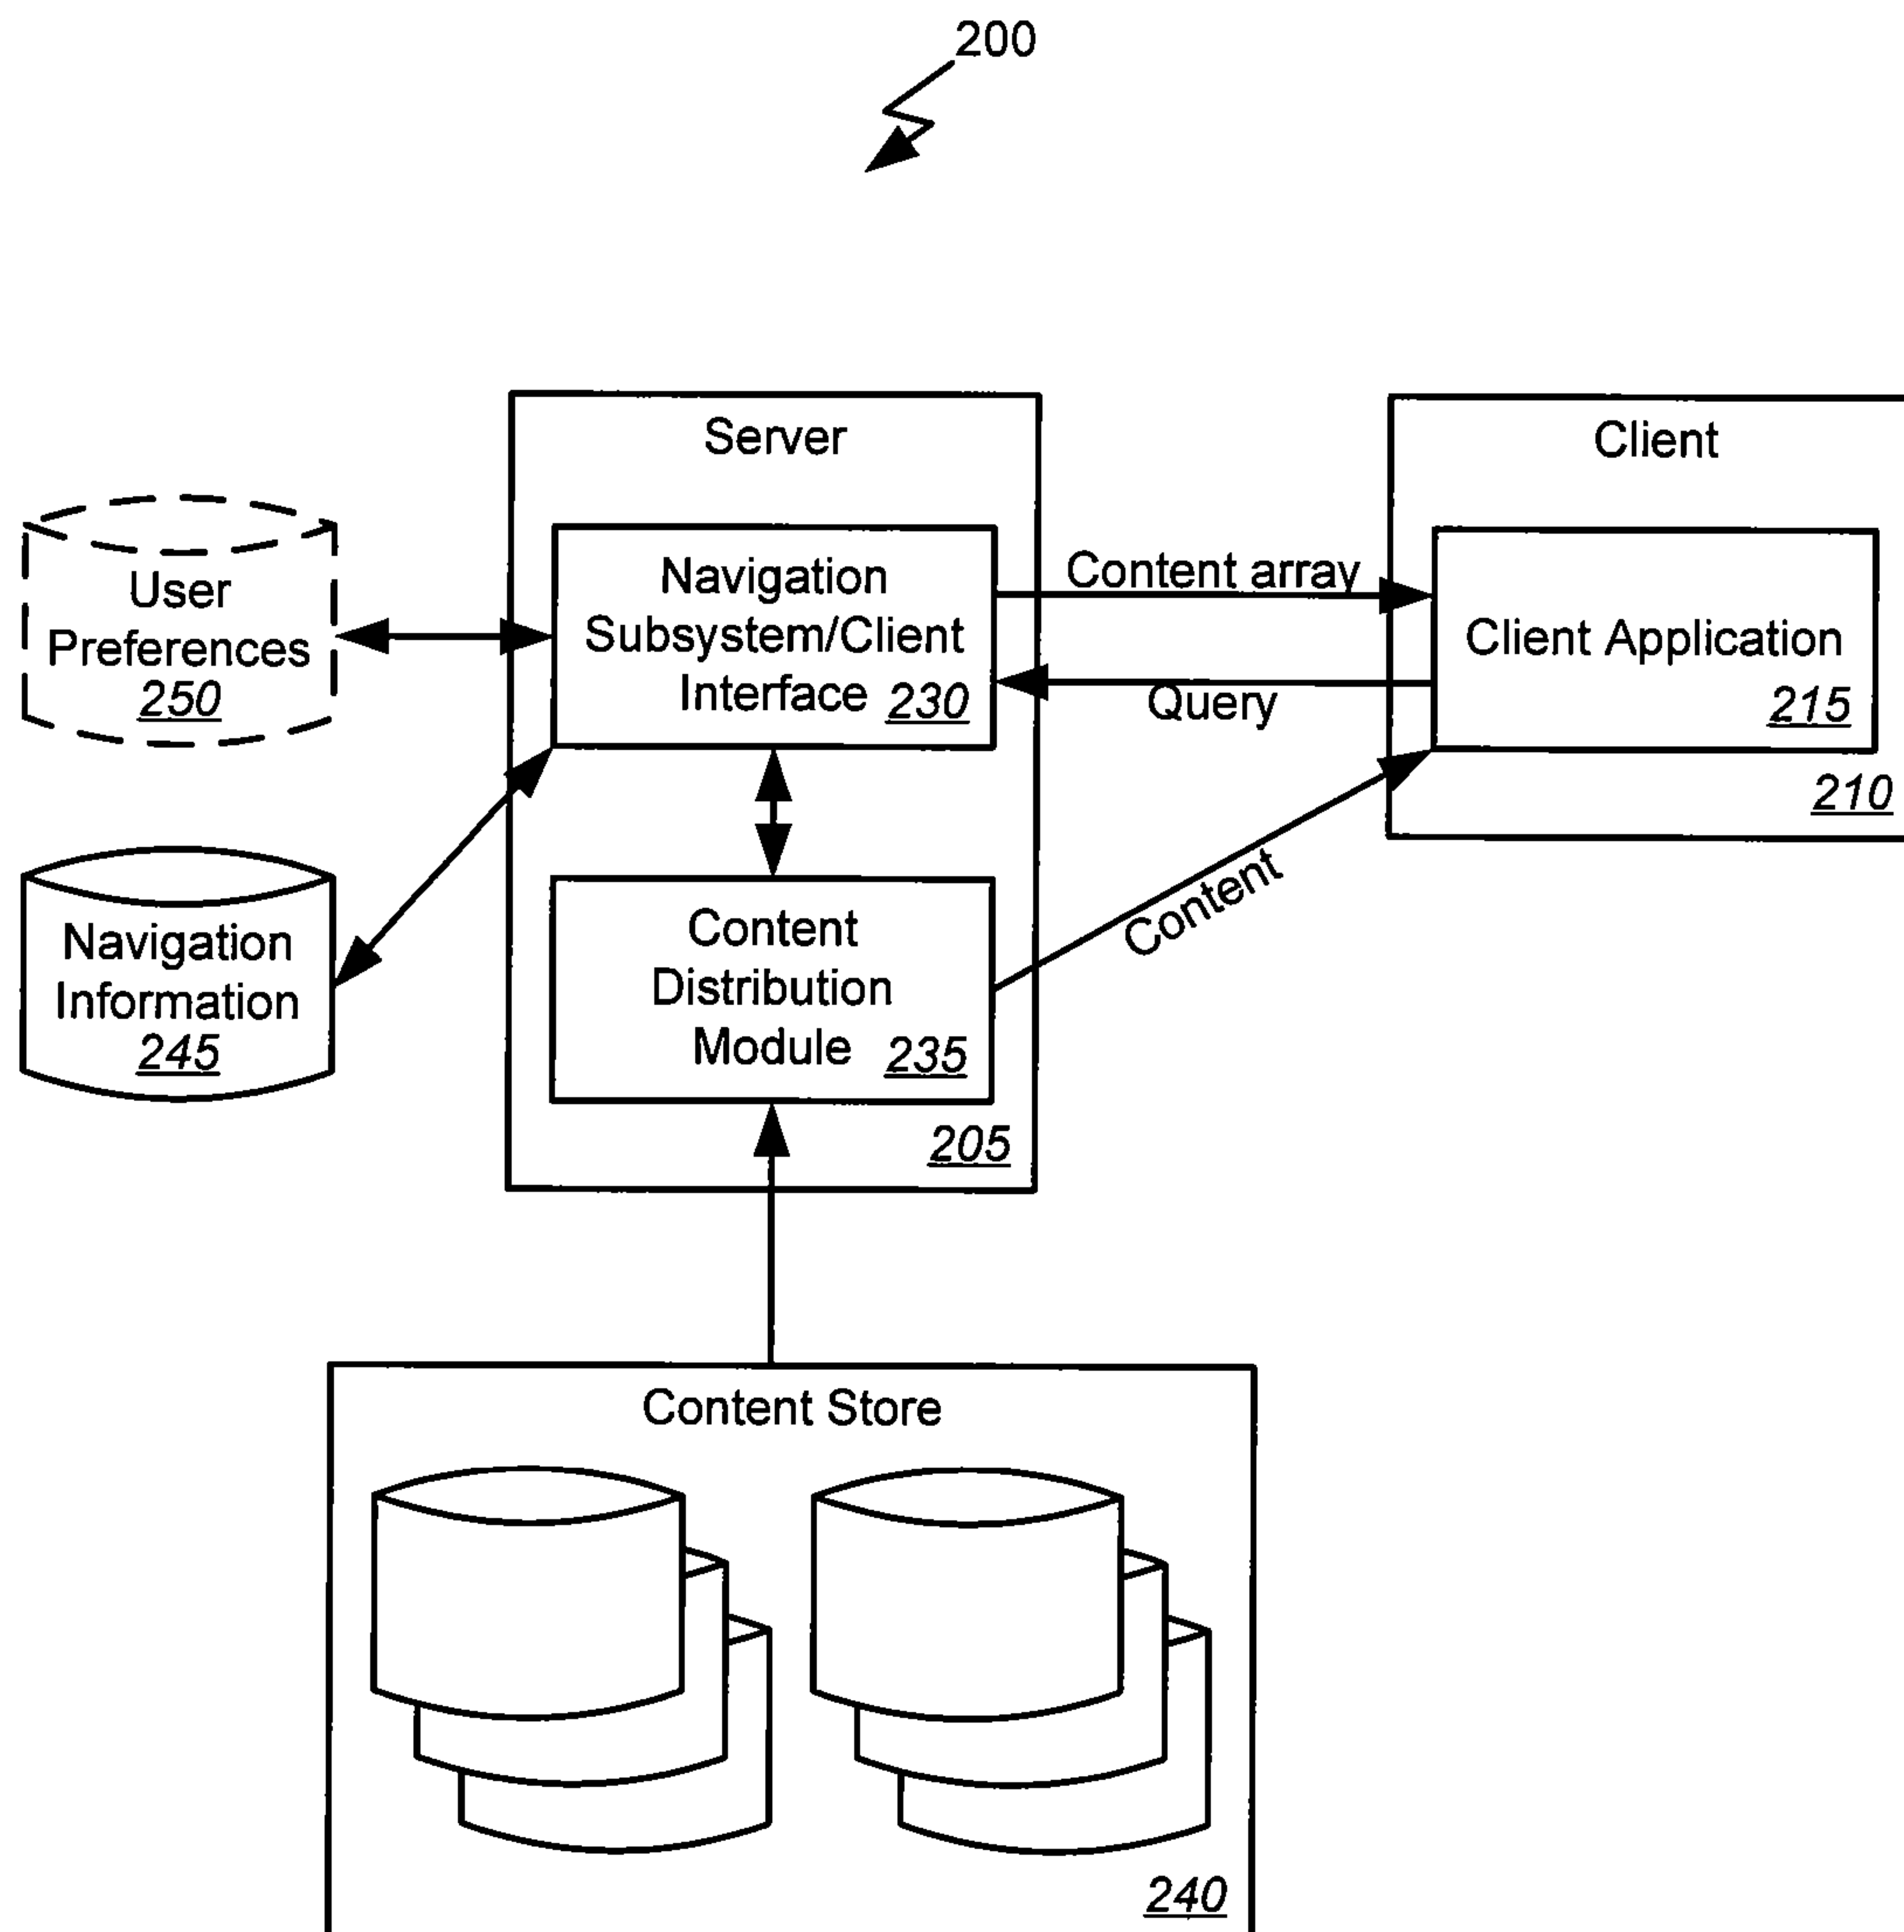 200
Server
Client
User
Preferences
250
Navigation
Subsystem/Client
Interface 230
Content array
Query
Client Application
215
210
Navigation
Information
245
Content
Distribution
Module 235
Content
205
Content Store
240